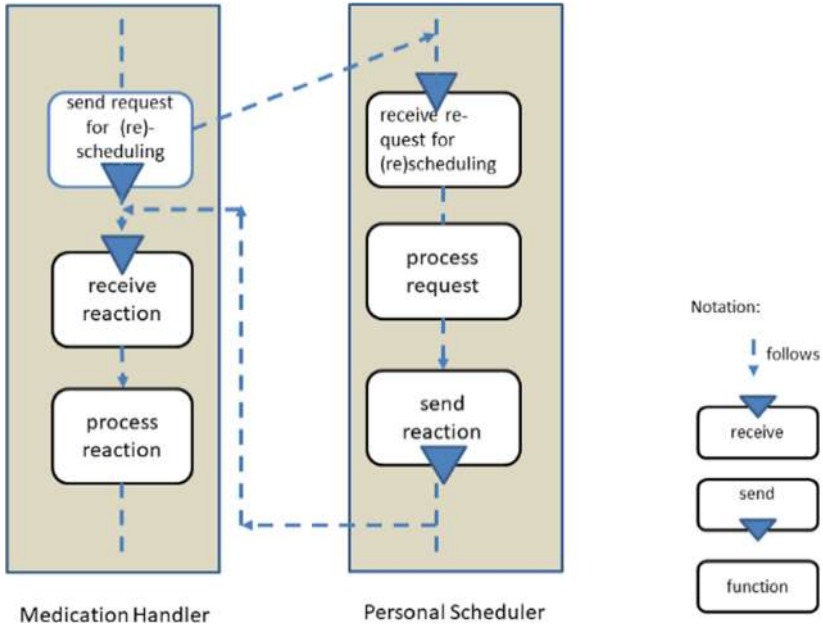 send request
for (re)-
scheduling
receive
reaction
process
reaction
Medication Handler
receive re-
quest for
(re)scheduling
process
request
send
reaction
Personal Scheduler
Notation:
follows
receive
send
function